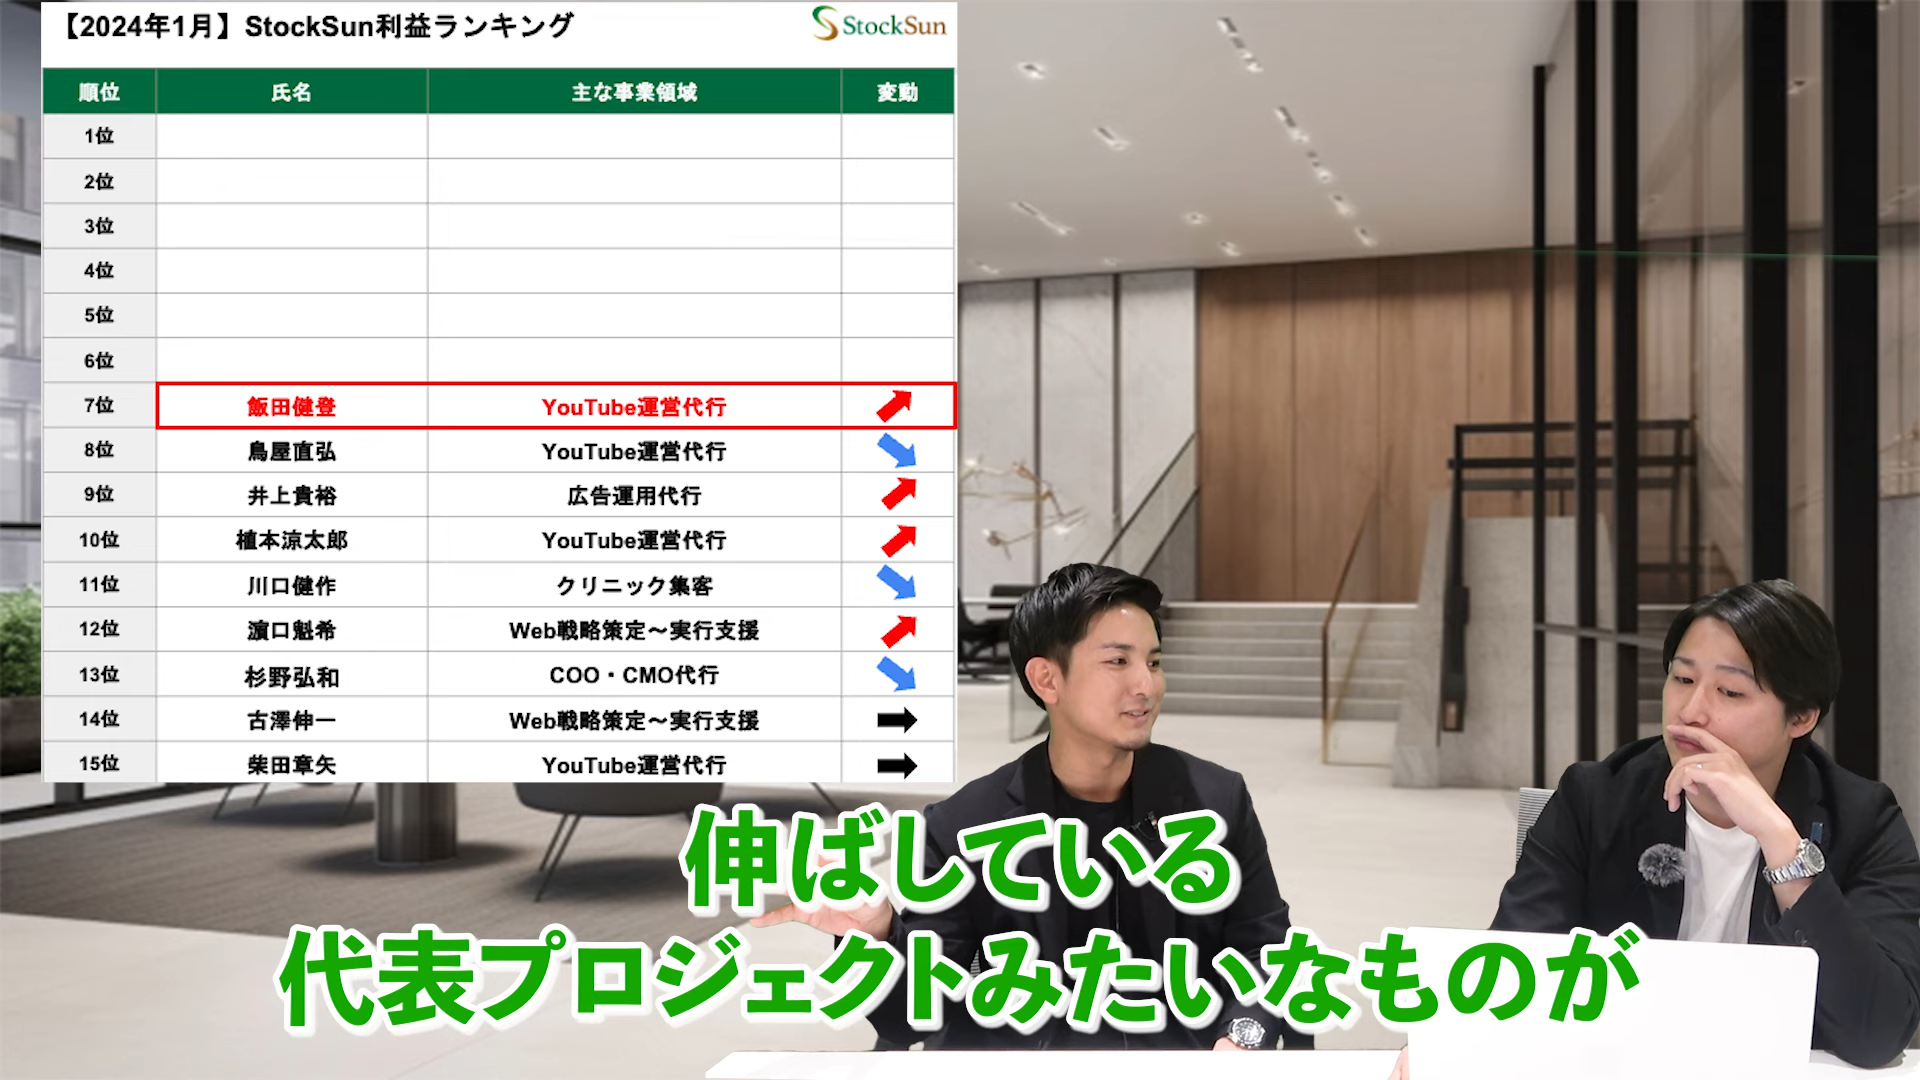 【2024年1月】StockSun利益ランキング
StockSun
順位 氏名 主な事業領域 変動
1位
2位
3位
4位
5位
6位
7位 飯田健登 YouTube運営代行
8位 鳥屋直弘 YouTube運営代行
9位 井上貴裕 広告運用代行
10位 植本涼太郎 YouTube運営代行
11位 川口健作 クリニック集客
12位 濵口魁希 Web戦略策定〜実行支援
13位 杉野弘和 COO・CMO代行
14位 古澤伸一 Web戦略策定〜実行支援
15位 柴田章矢 YouTube運営代行
伸ばしている
代表プロジェクトみたいなものが